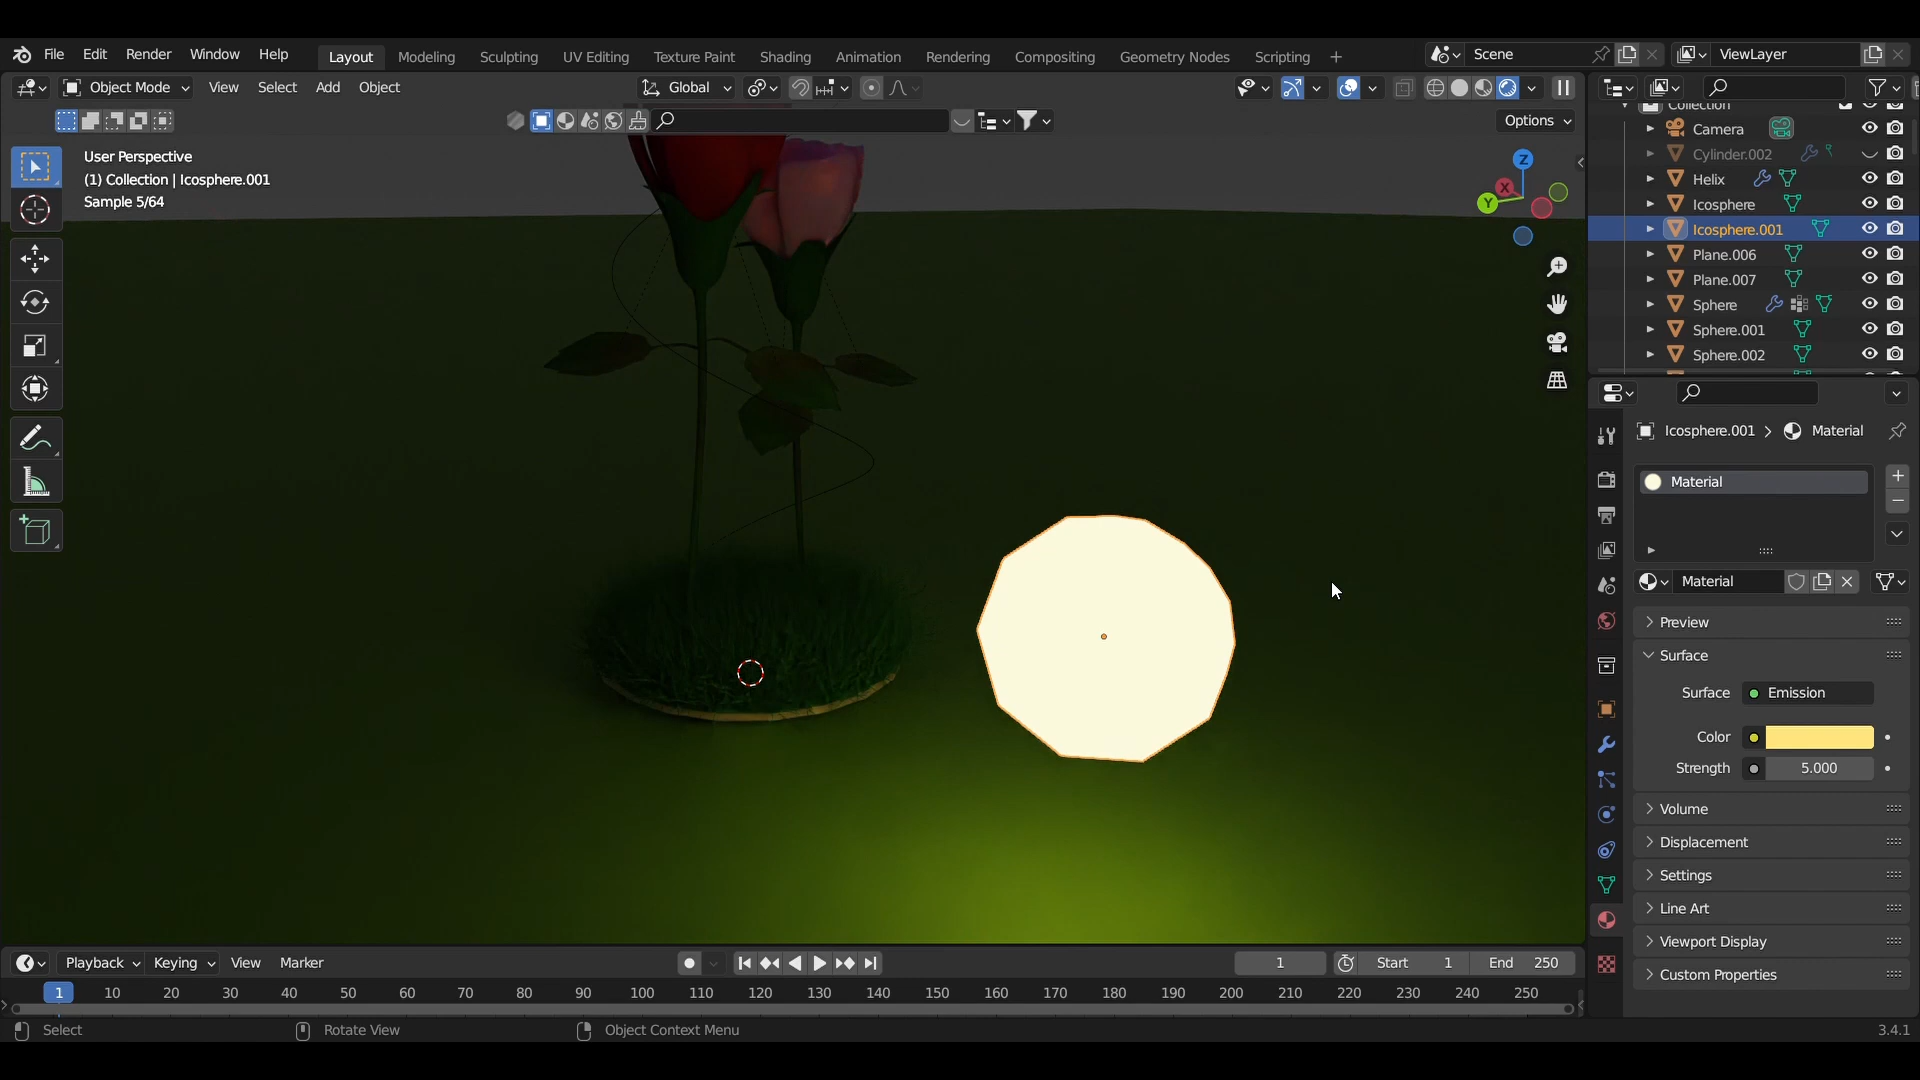 File Edit Render Window Help Layout Modeling Sculpting UV Editing Texture Paint Shading Animation Rendering Compositing Geometry Nodes Scripting + Scene ViewLayer
Object Mode View Select Add Object Global
Options
User Perspective
(1) Collection | Icosphere.001
Sample 5/64
Z
X
Y
Collection
Camera
Cylinder.002
Helix
Icosphere
Icosphere.001
Plane.006
Plane.007
Sphere
Sphere.001
Sphere.002
Icosphere.001 > Material
Material
Material
Preview
Surface
Surface Emission
Color
Strength 5.000
Volume
Displacement
Settings
Line Art
Viewport Display
Custom Properties
Playback Keying View Marker 1 Start 1 End 250
1 10 20 30 40 50 60 70 80 90 100 110 120 130 140 150 160 170 180 190 200 210 220 230 240 250
Select Rotate View Object Context Menu 3.4.1